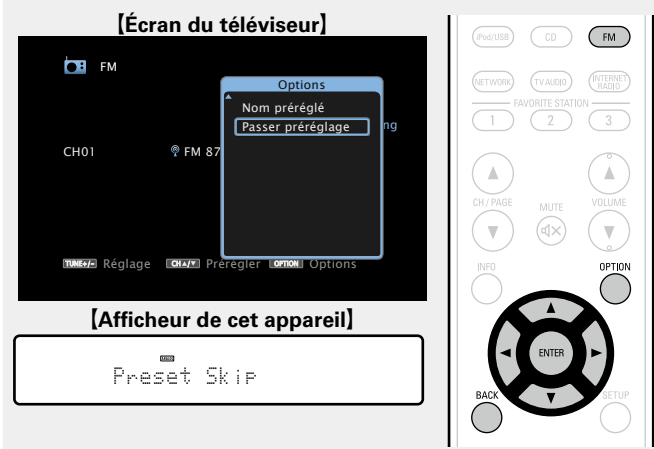 【Écran du téléviseur】
FM
Options
Nom préréglé
Passer préréglage
ng
CH01 FM 87
TUNE+/- Réglage CH▲/▼ Prérégler OPTION Options
【Afficheur de cet appareil】
Preset Skip
iPod/USB CD FM
NETWORK TV AUDIO INTERNET RADIO
FAVORITE STATION
1 2 3
CH / PAGE MUTE VOLUME
INFO OPTION
ENTER
BACK SETUP